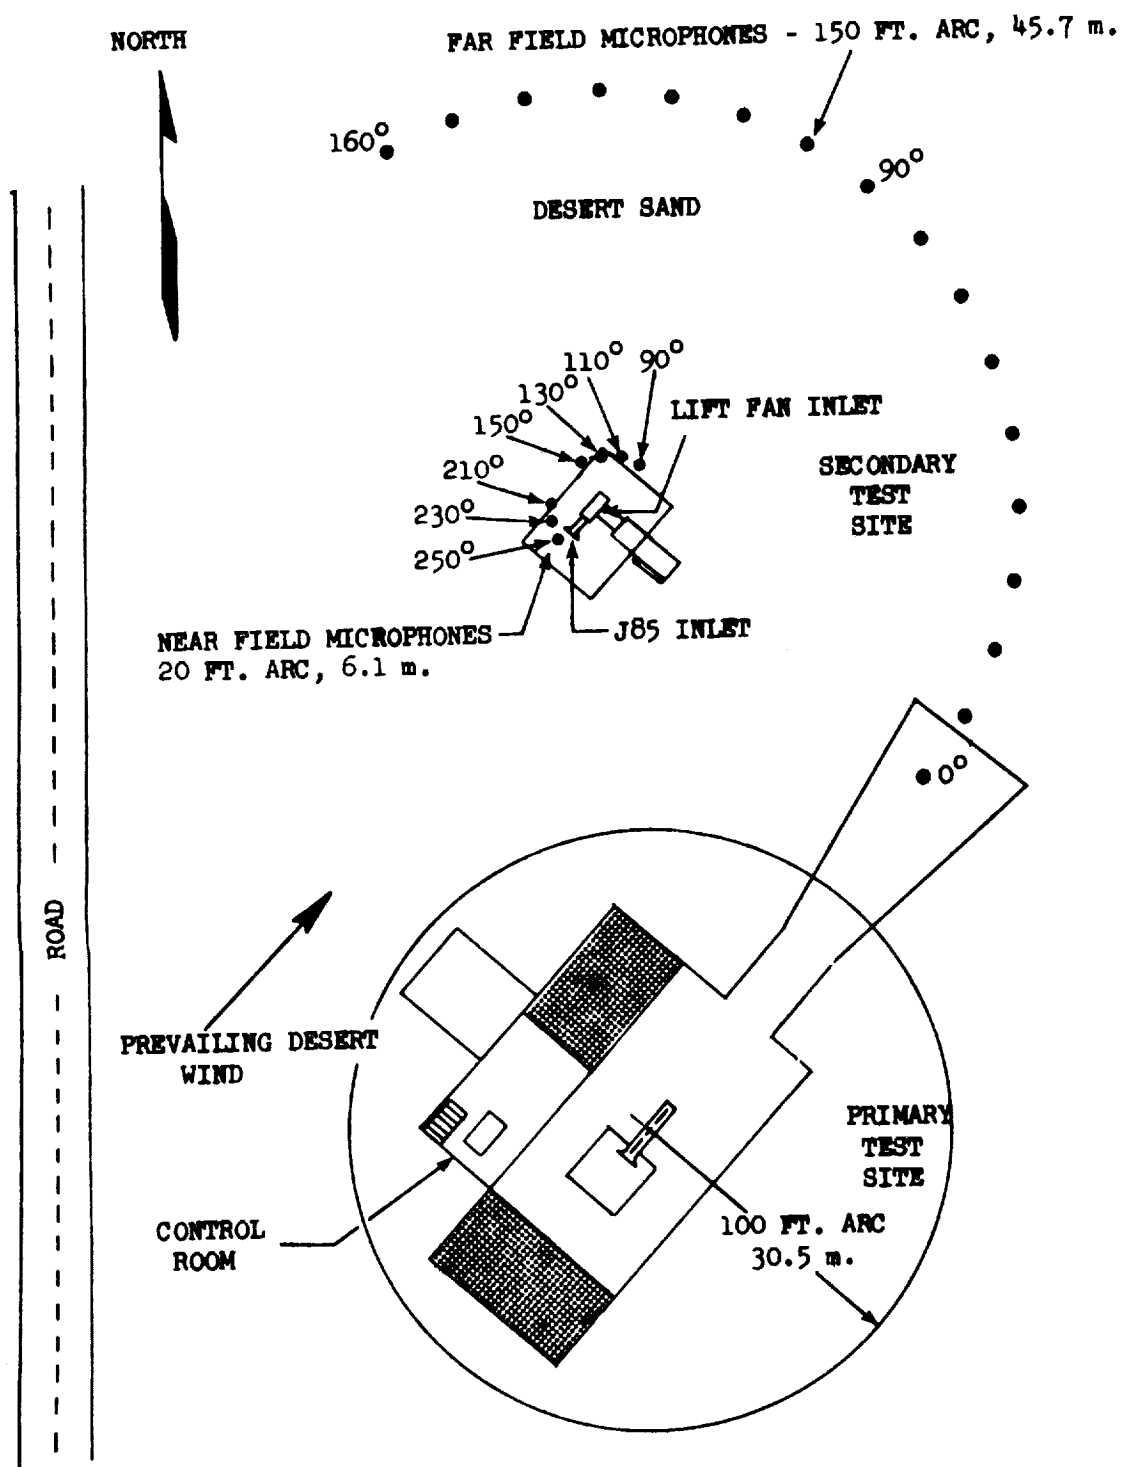 NORTH
FAR FIELD MICROPHONES - 150 FT. ARC, 45.7 m.
160°
90°
DESERT SAND
110° 90°
130°
150°
LIFT FAN INLET
210°
230°
250°
SECONDARY
TEST
SITE
NEAR FIELD MICROPHONES
20 FT. ARC, 6.1 m.
J85 INLET
0°
ROAD
PREVAILING DESERT
WIND
PRIMARY
TEST
SITE
CONTROL
ROOM
100 FT. ARC
30.5 m.